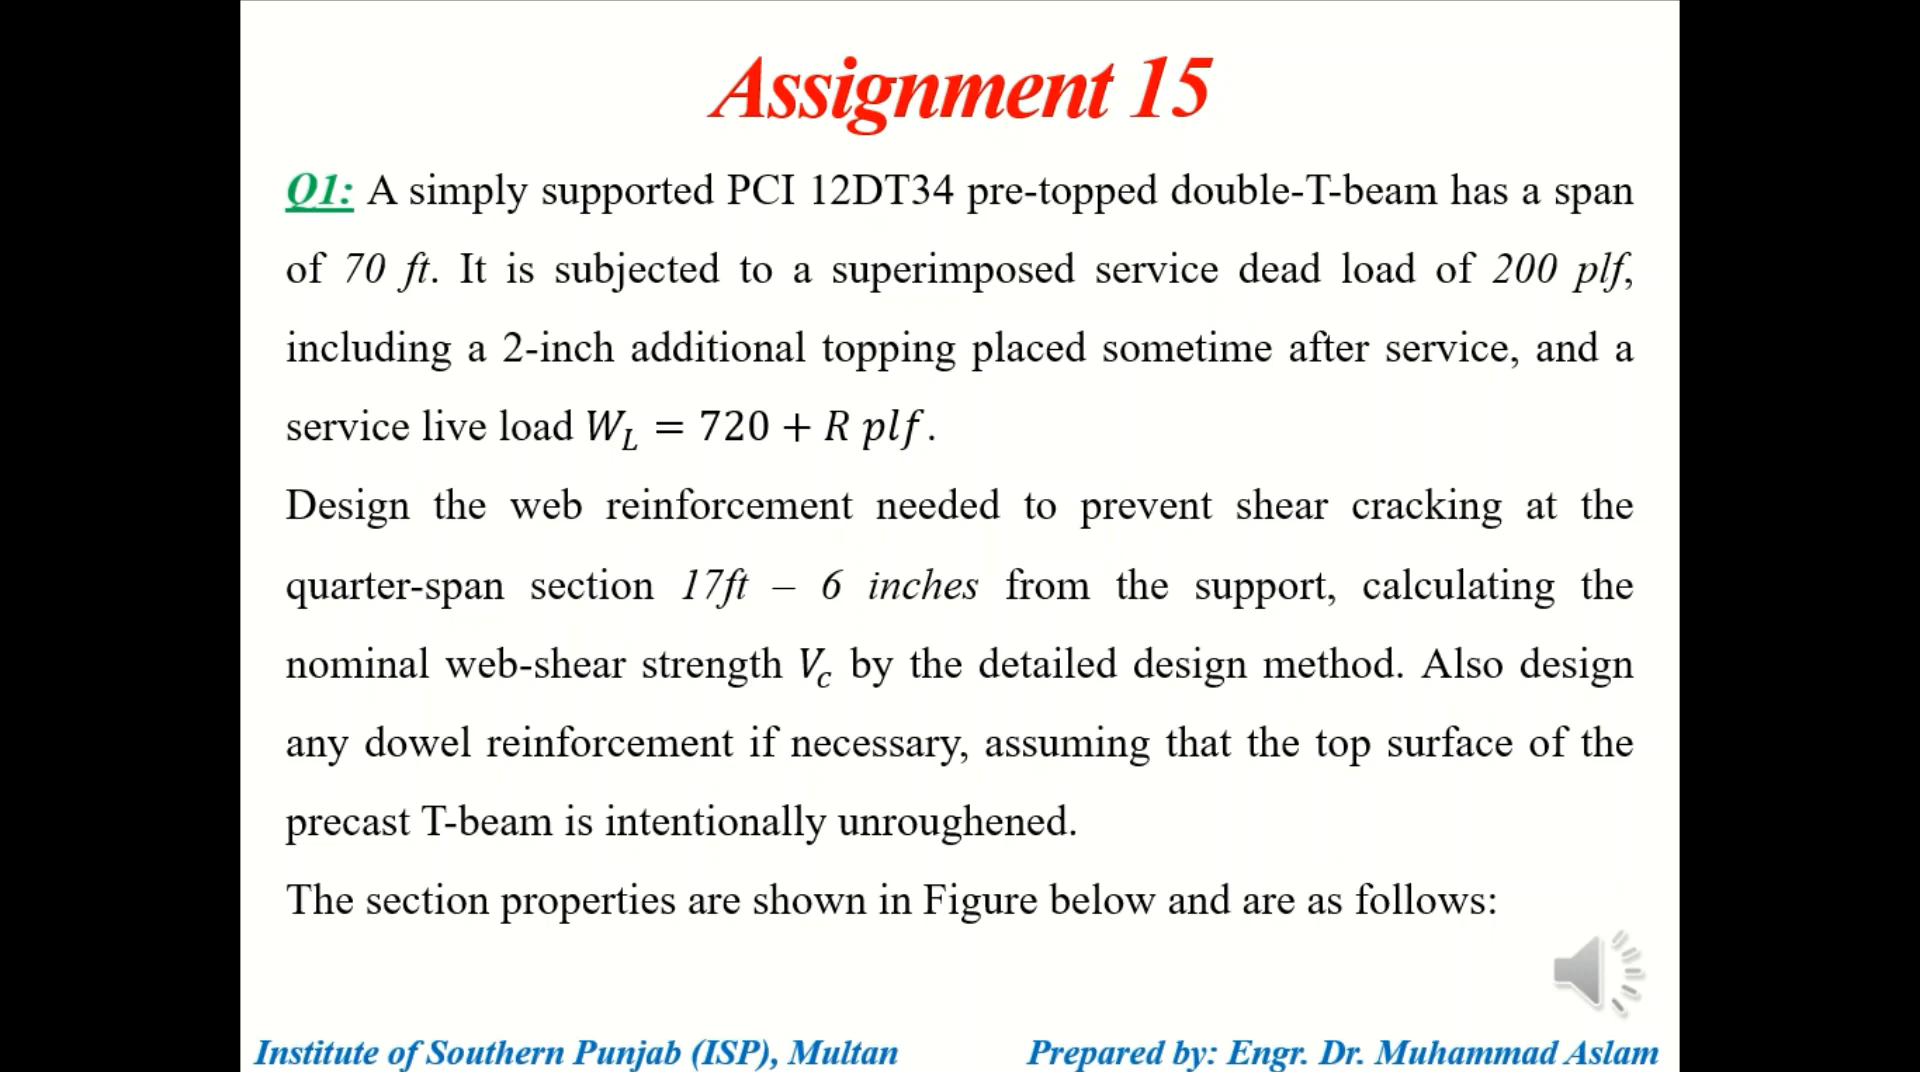 Assignment 15
Q1: A simply supported PCI 12DT34 pre-topped double-T-beam has a span
of 70 ft. It is subjected to a superimposed service dead load of 200 plf,
including a 2-inch additional topping placed sometime after service, and a
service live load W_L = 720 + R plf.
Design the web reinforcement needed to prevent shear cracking at the
quarter-span section 17ft – 6 inches from the support, calculating the
nominal web-shear strength V_c by the detailed design method. Also design
any dowel reinforcement if necessary, assuming that the top surface of the
precast T-beam is intentionally unroughened.
The section properties are shown in Figure below and are as follows:
Institute of Southern Punjab (ISP), Multan
Prepared by: Engr. Dr. Muhammad Aslam